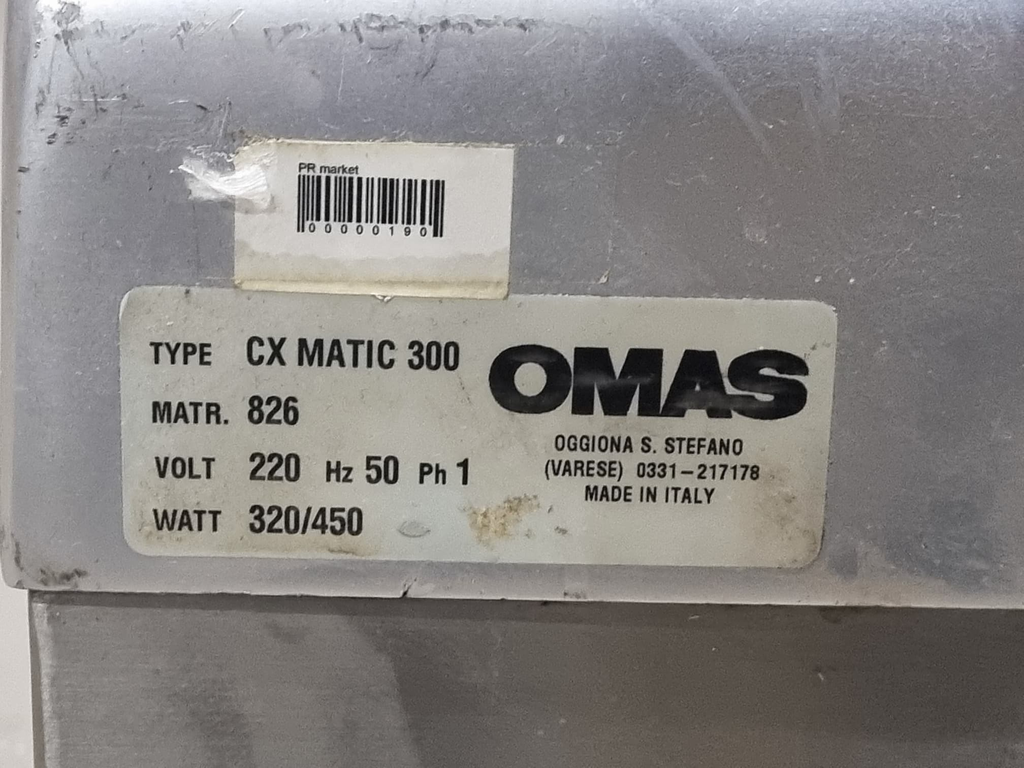 PR market
00000190
TYPE CX MATIC 300
MATR. 826
VOLT 220 Hz 50 Ph 1
WATT 320/450
OMAS
OGGIONA S. STEFANO
(VARESE) 0331-217178
MADE IN ITALY